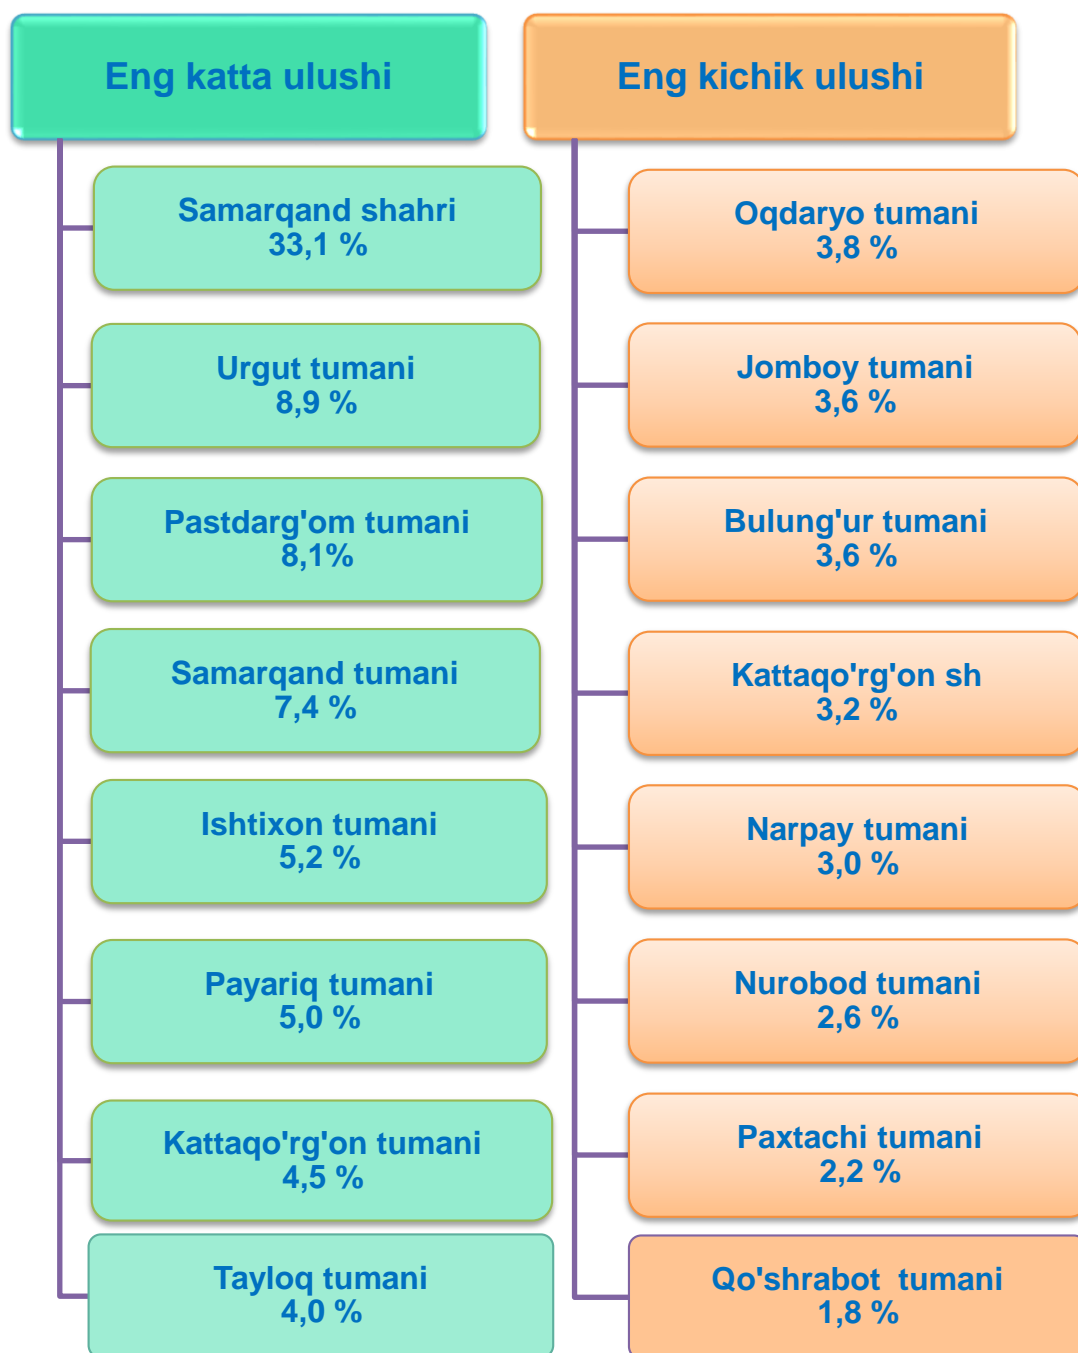 Eng katta ulushi
Samarqand shahri
33,1 %
Urgut tumani
8,9 %
Pastdarg'om tumani
8,1%
Samarqand tumani
7,4 %
Ishtixon tumani
5,2 %
Payariq tumani
5,0 %
Kattaqo'rg'on tumani
4,5 %
Tayloq tumani
4,0 %
Eng kichik ulushi
Oqdaryo tumani
3,8 %
Jomboy tumani
3,6 %
Bulung'ur tumani
3,6 %
Kattaqo'rg'on sh
3,2 %
Narpay tumani
3,0 %
Nurobod tumani
2,6 %
Paxtachi tumani
2,2 %
Qo'shrabot  tumani
1,8 %